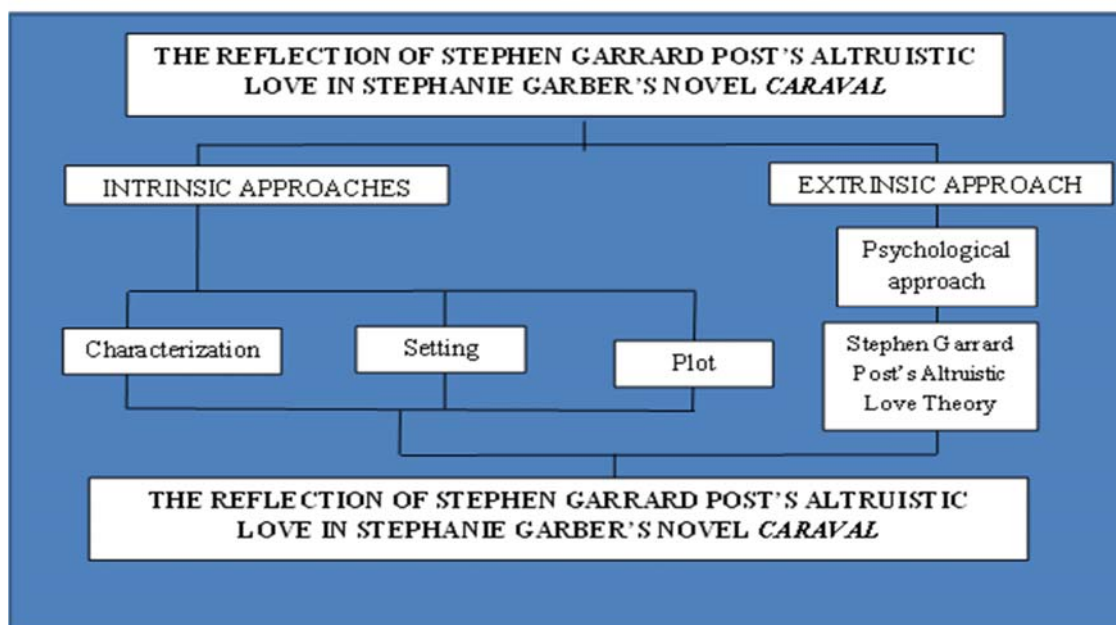 THE REFLECTION OF STEPHEN GARRARD POST'S ALTRUISTIC
LOVE IN STEPHANIE GARBER'S NOVEL CARAVAL
INTRINSIC APPROACHES
EXTRINSIC APPROACH
Psychological
approach
Characterization
Setting
Plot
Stephen Garrard
Post's Altruistic
Love Theory
THE REFLECTION OF STEPHEN GARRARD POST'S ALTRUISTIC
LOVE IN STEPHANIE GARBER'S NOVEL CARAVAL